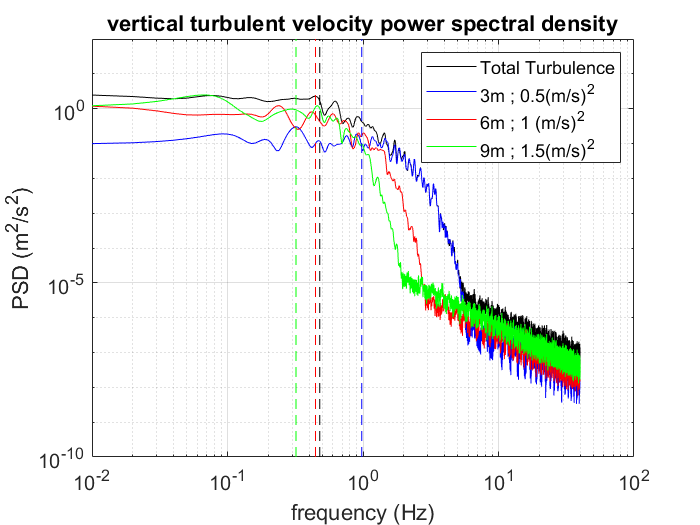 vertical turbulent velocity power spectral density
Total Turbulence
3m ; 0.5(m/s)²
6m ; 1 (m/s)²
9m ; 1.5(m/s)²
PSD (m²/s²)
10⁰
10⁻⁵
10⁻¹⁰
10⁻² 10⁻¹ 10⁰ 10¹ 10²
frequency (Hz)